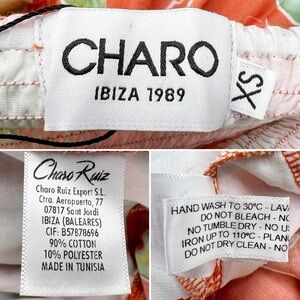 CHARO
IBIZA 1989
XS
Charo Ruiz
Charo Ruiz Export S.L.
Ctra. Aeropuerto, 77
07817 Sant Jordi
IBIZA (BALEARES)
CIF: B57878696
90% COTTON
10% POLYESTER
MADE IN TUNISIA
HAND WASH TO 30°C - LAV
DO NOT BLEACH - NO
NO TUMBLE DRY - NO US
IRON UP TO 110°C - PLANC
DO NOT DRY CLEAN - NO